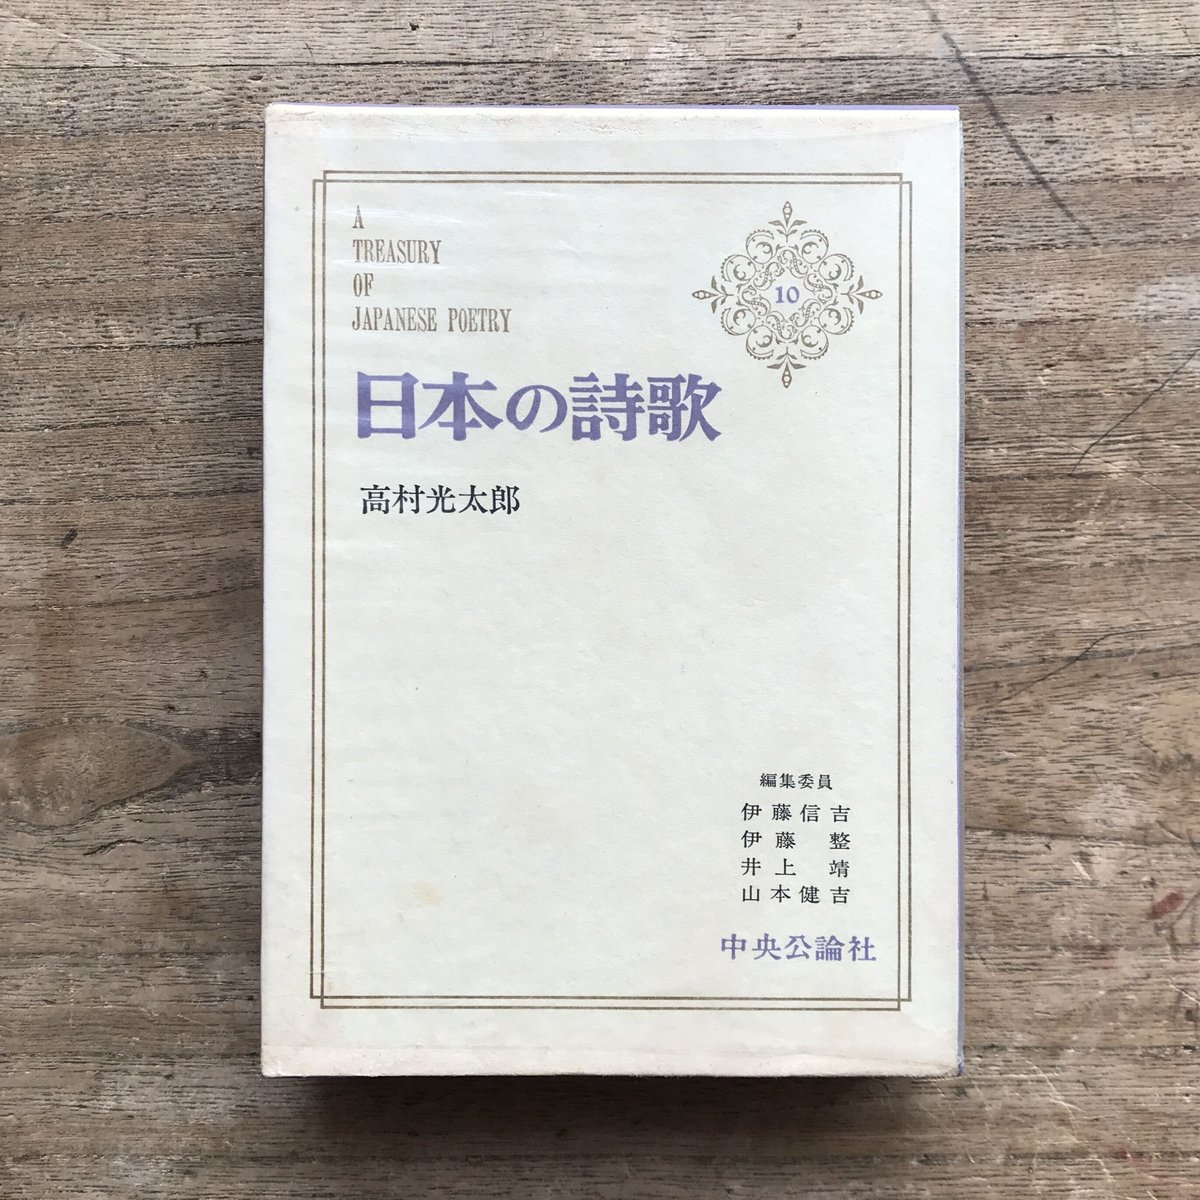 A
TREASURY
OF
JAPANESE POETRY
10
日本の詩歌
高村光太郎
編集委員
伊藤信吉
伊藤 整
井上 靖
山本健吉
中央公論社